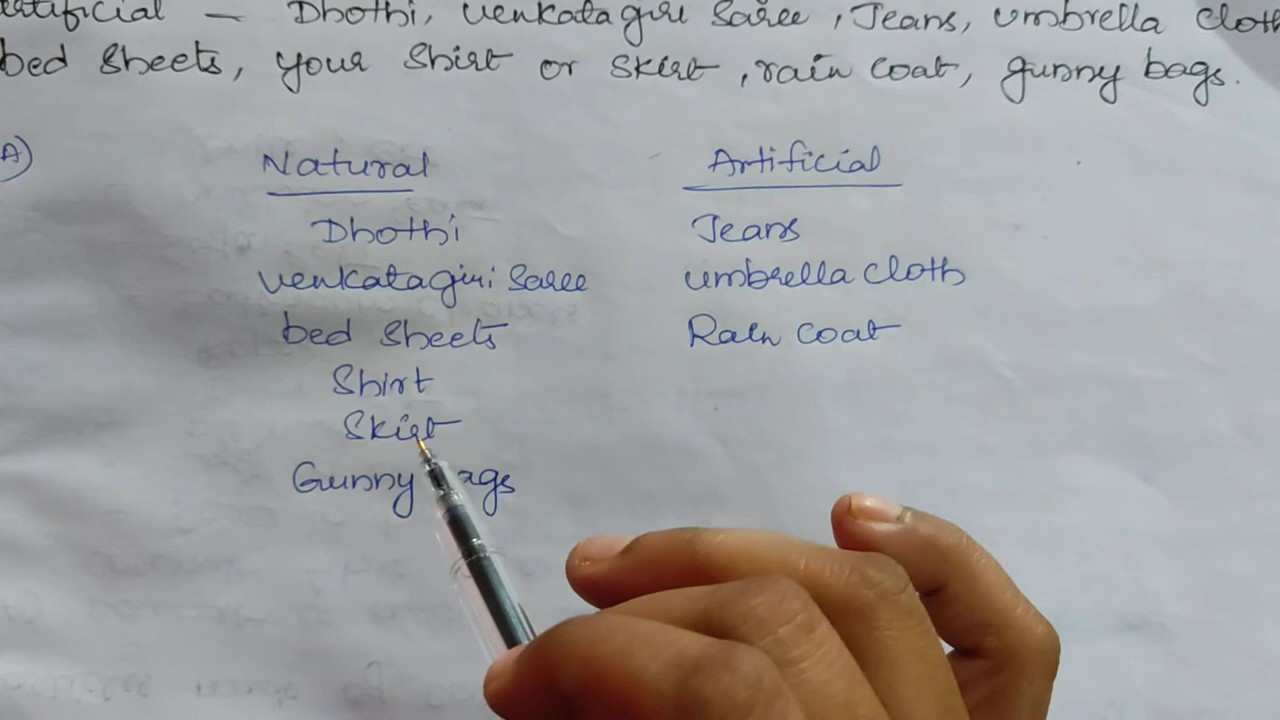 artificial — Dhothi, Venkatagiri Saree, Jeans, umbrella cloth
bed sheets, your shirt or skirt, rain coat, gunny bags.
A) Natural Artificial
Dhothi Jeans
Venkatagiri Saree umbrella cloth
bed sheets Rain coat
Shirt
Skirt
Gunny